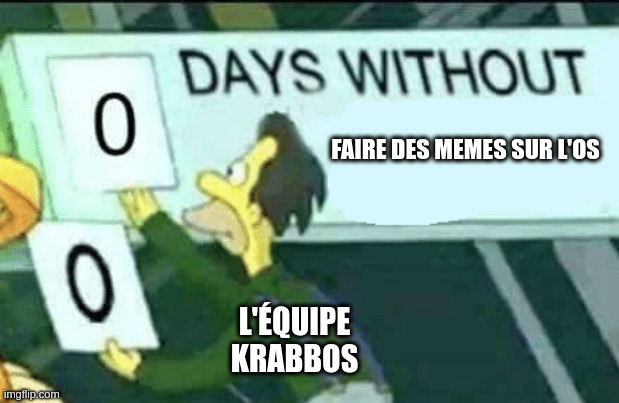 0 DAYS WITHOUT
FAIRE DES MEMES SUR L'OS
0
L'ÉQUIPE
KRABBOS
imgflip.com